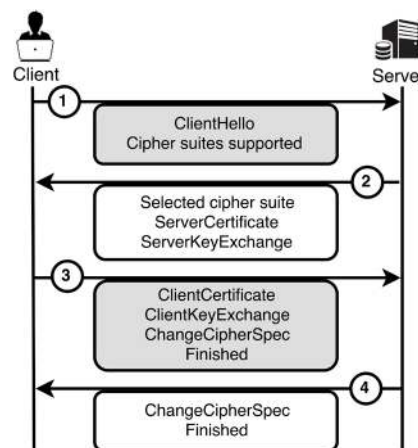 Client
Server
1
ClientHello
Cipher suites supported
2
Selected cipher suite
ServerCertificate
ServerKeyExchange
3
ClientCertificate
ClientKeyExchange
ChangeCipherSpec
Finished
4
ChangeCipherSpec
Finished